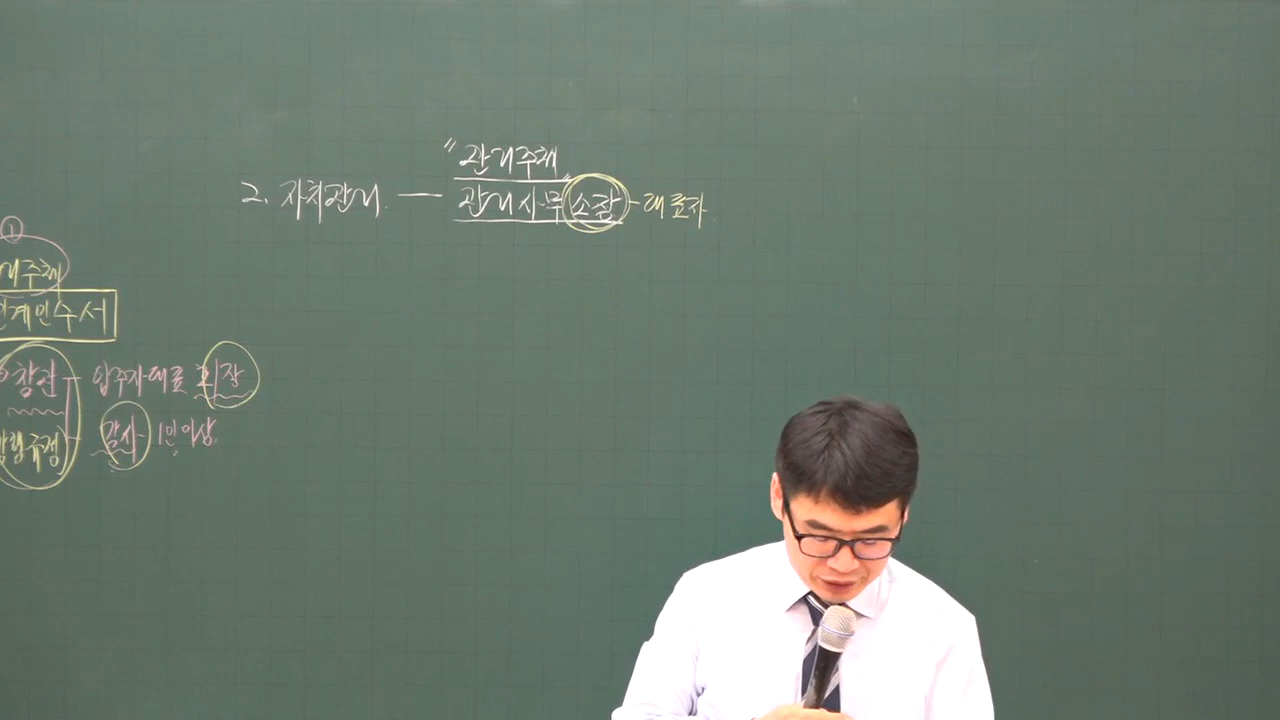 "관리주체"
2. 자치관리. — 관리사무소장 - 대표자
①
리주체
인계인수서
참관 - 입주자대표 회장
감사 1인 이상.